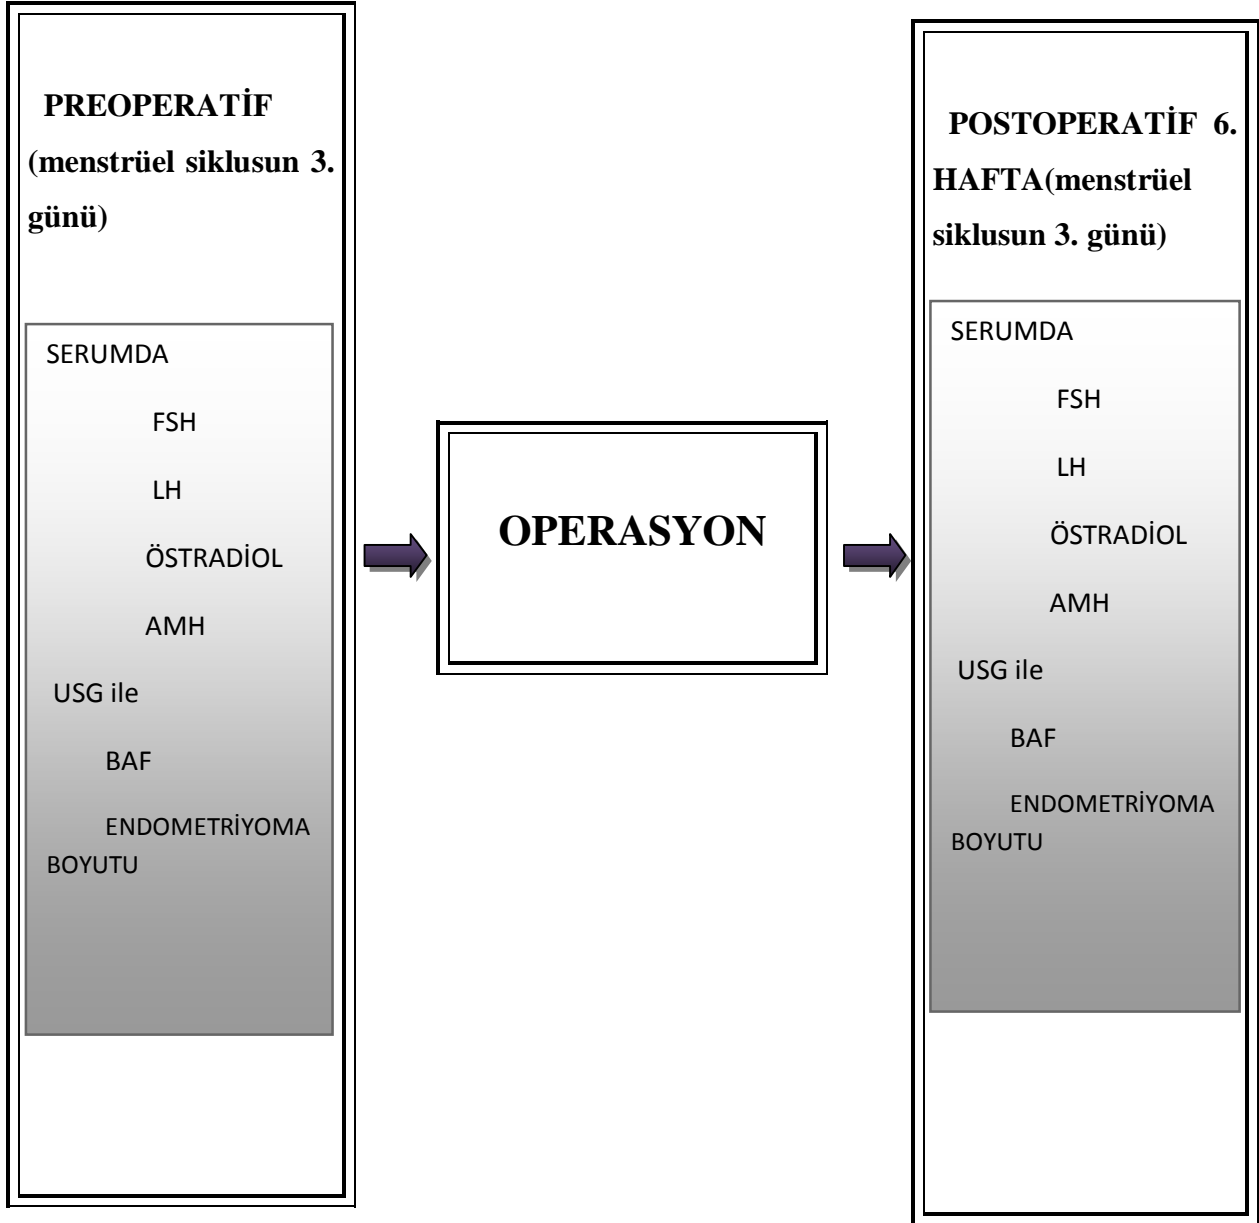 PREOPERATİF
(menstrüel siklusun 3.
günü)
SERUMDA
FSH
LH
ÖSTRADİOL
AMH
USG ile
BAF
ENDOMETRİYOMA
BOYUTU
OPERASYON
POSTOPERATİF 6.
HAFTA(menstrüel
siklusun 3. günü)
SERUMDA
FSH
LH
ÖSTRADİOL
AMH
USG ile
BAF
ENDOMETRİYOMA
BOYUTU